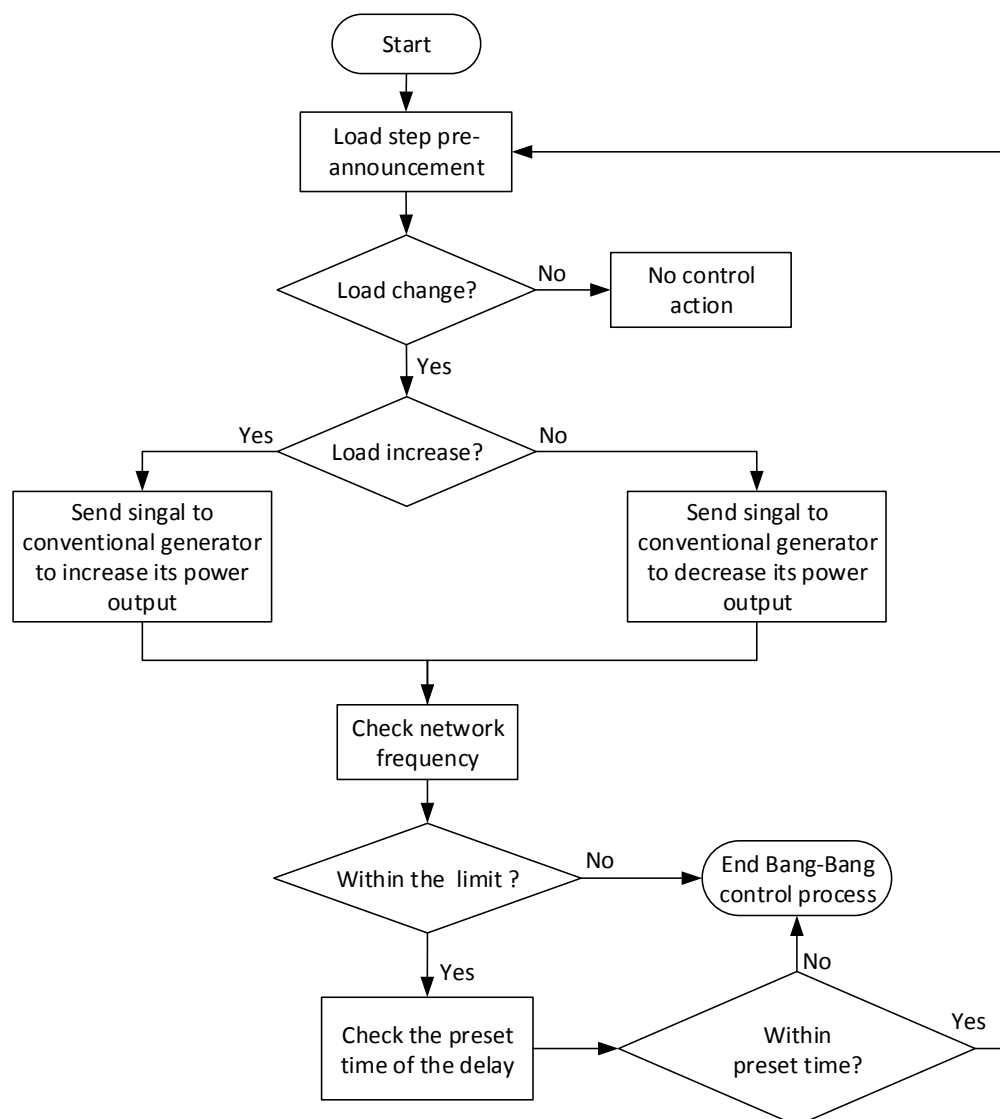 Start
Load step pre-
announcement
Load change?
No
No control
action
Yes
Load increase?
Yes
No
Send singal to
conventional generator
to increase its power
output
Send singal to
conventional generator
to decrease its power
output
Check network
frequency
Within the limit ?
No
End Bang-Bang
control process
Yes
No
Check the preset
time of the delay
Within
preset time?
Yes